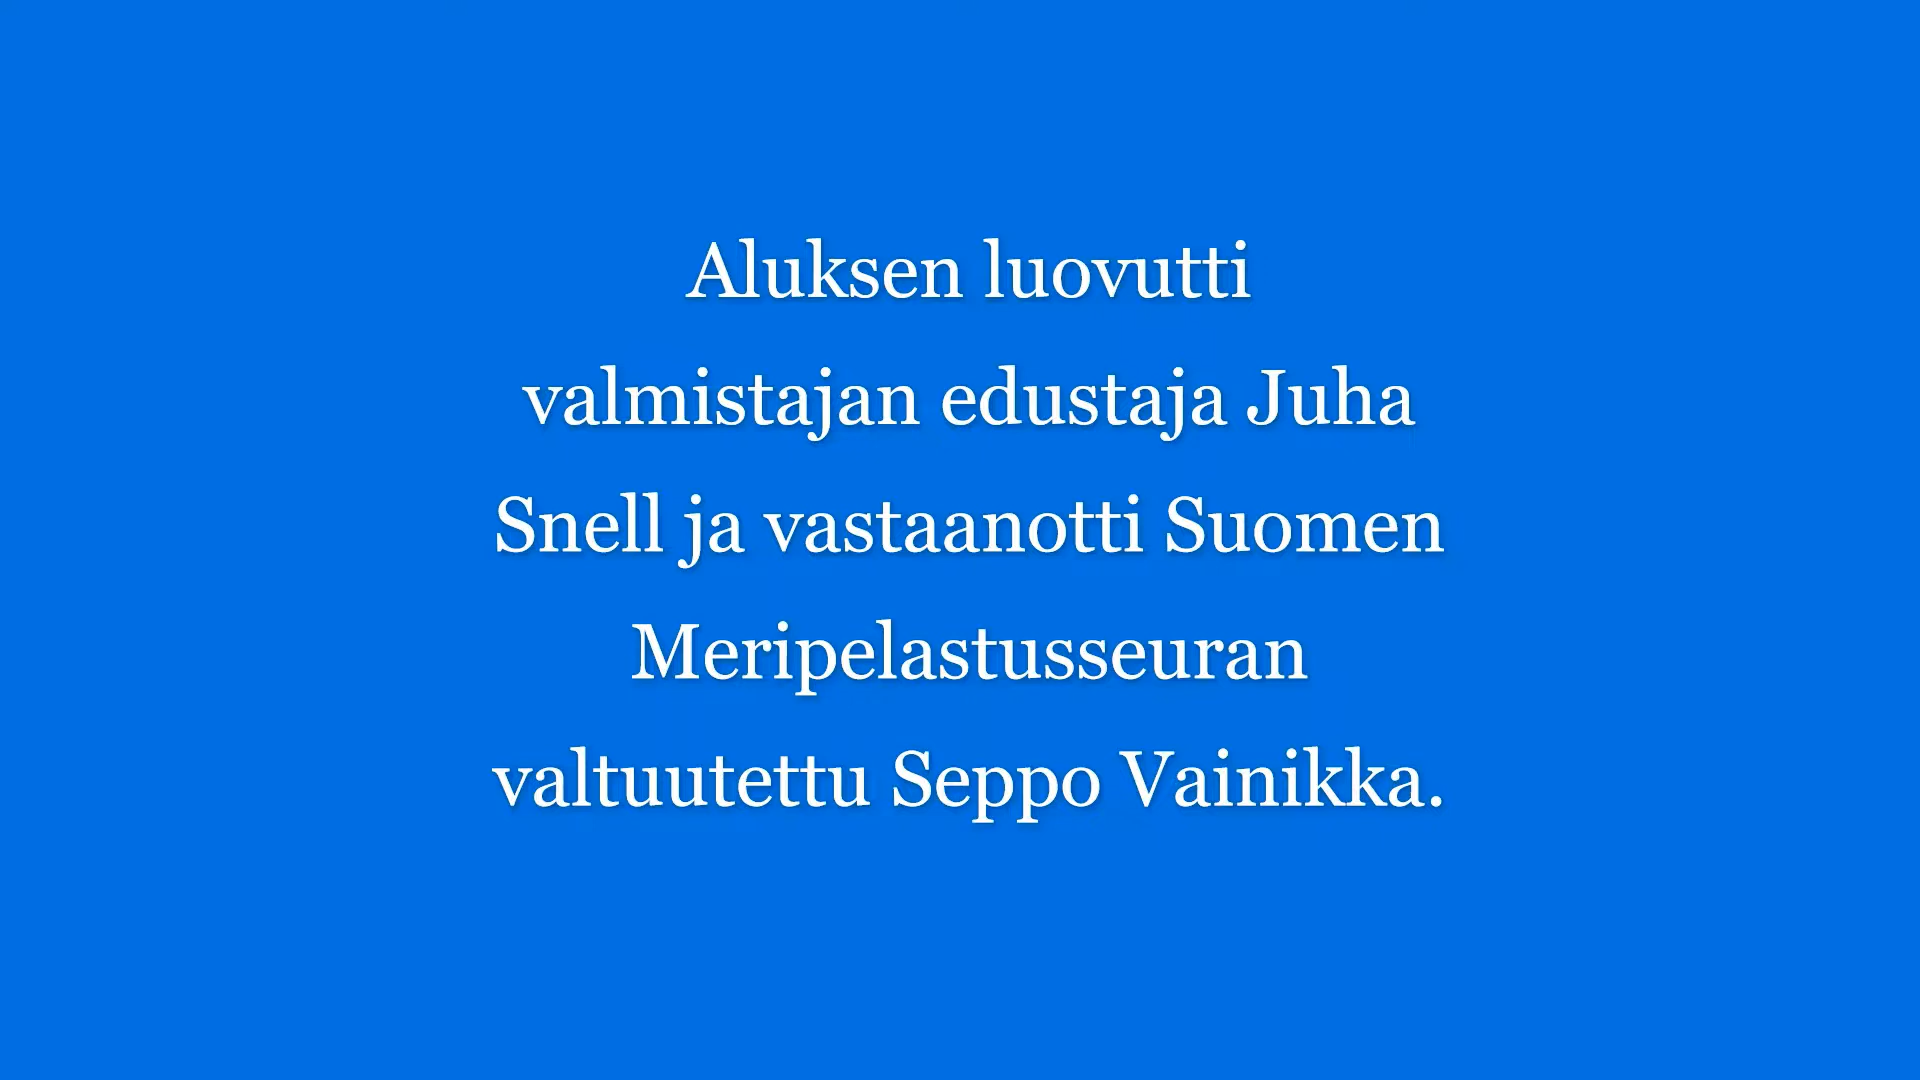 Aluksen luovutti
valmistajan edustaja Juha
Snell ja vastaanotti Suomen
Meripelastusseuran
valtuutettu Seppo Vainikka.